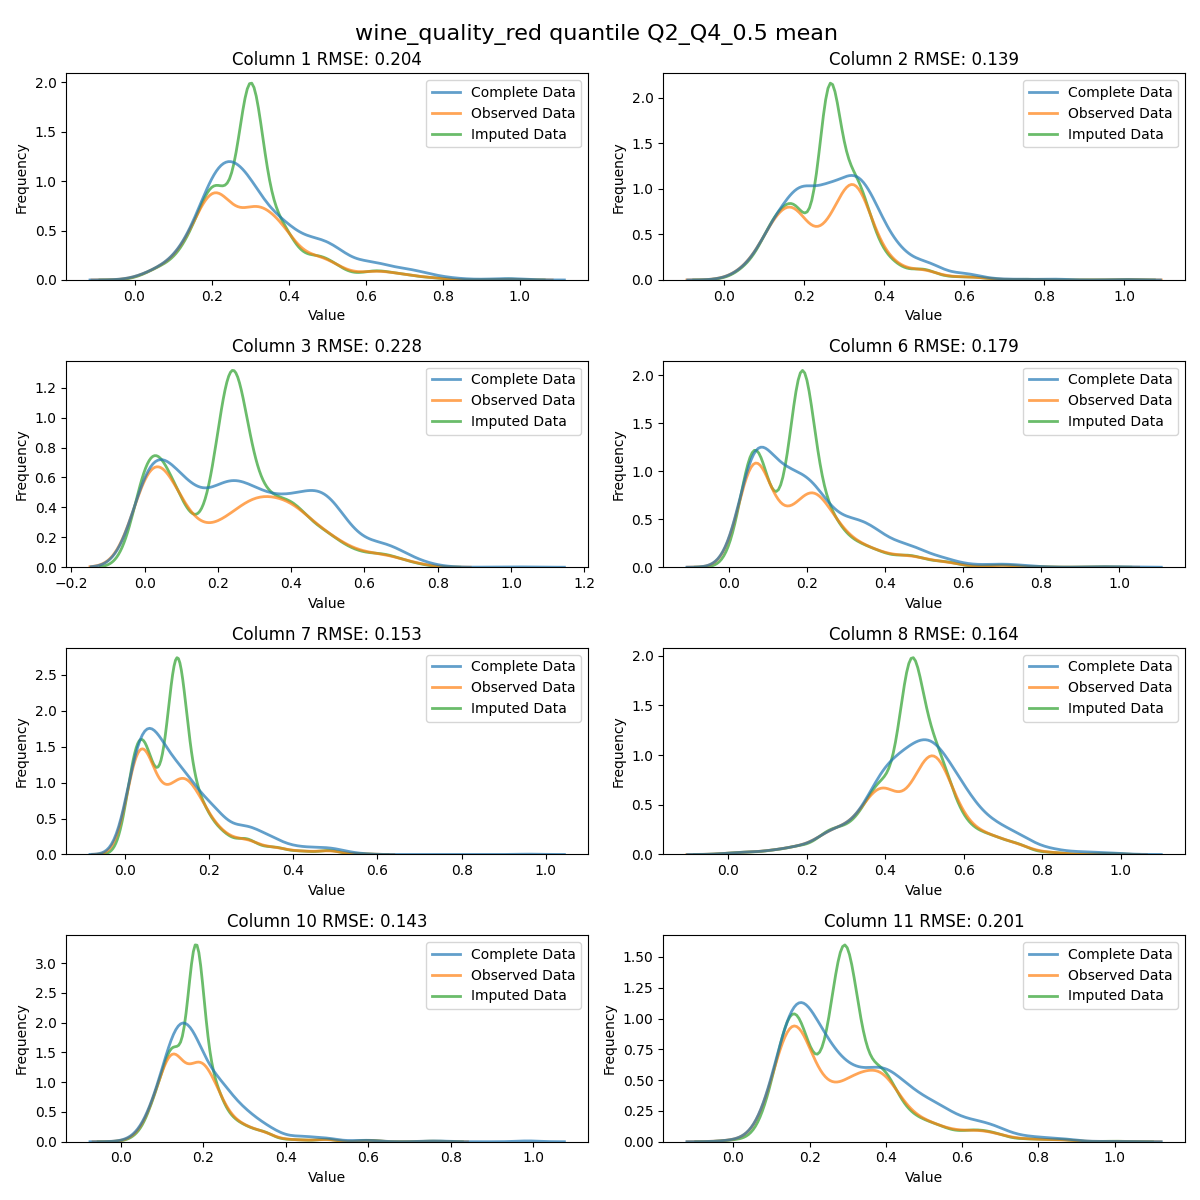 wine_quality_red quantile Q2_Q4_0.5 mean
Column 1 RMSE: 0.204
Frequency
2.0
1.5
1.0
0.5
0.0
Complete Data
Observed Data
Imputed Data
0.0 0.2 0.4 0.6 0.8 1.0
Value
Column 2 RMSE: 0.139
Frequency
2.0
1.5
1.0
0.5
0.0
Complete Data
Observed Data
Imputed Data
0.0 0.2 0.4 0.6 0.8 1.0
Value
Column 3 RMSE: 0.228
Frequency
1.2
1.0
0.8
0.6
0.4
0.2
0.0
Complete Data
Observed Data
Imputed Data
−0.2 0.0 0.2 0.4 0.6 0.8 1.0 1.2
Value
Column 6 RMSE: 0.179
Frequency
2.0
1.5
1.0
0.5
0.0
Complete Data
Observed Data
Imputed Data
0.0 0.2 0.4 0.6 0.8 1.0
Value
Column 7 RMSE: 0.153
Frequency
2.5
2.0
1.5
1.0
0.5
0.0
Complete Data
Observed Data
Imputed Data
0.0 0.2 0.4 0.6 0.8 1.0
Value
Column 8 RMSE: 0.164
Frequency
2.0
1.5
1.0
0.5
0.0
Complete Data
Observed Data
Imputed Data
0.0 0.2 0.4 0.6 0.8 1.0
Value
Column 10 RMSE: 0.143
Frequency
3.0
2.5
2.0
1.5
1.0
0.5
0.0
Complete Data
Observed Data
Imputed Data
0.0 0.2 0.4 0.6 0.8 1.0
Value
Column 11 RMSE: 0.201
Frequency
1.50
1.25
1.00
0.75
0.50
0.25
0.00
Complete Data
Observed Data
Imputed Data
0.0 0.2 0.4 0.6 0.8 1.0
Value